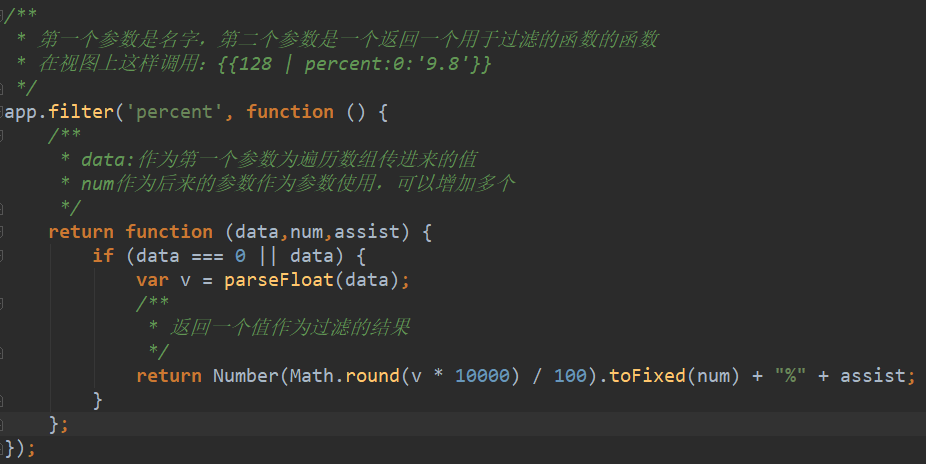 /**
 * 第一个参数是名字，第二个参数是一个返回一个用于过滤的函数的函数
 * 在视图上这样调用：{{128 | percent:0:'9.8'}}
 */
app.filter('percent', function () {
    /**
     * data:作为第一个参数为遍历数组传进来的值
     * num作为后来的参数作为参数使用，可以增加多个
     */
    return function (data,num,assist) {
        if (data === 0 || data) {
            var v = parseFloat(data);
            /**
             * 返回一个值作为过滤的结果
             */
            return Number(Math.round(v * 10000) / 100).toFixed(num) + "%" + assist;
        }
    };
});